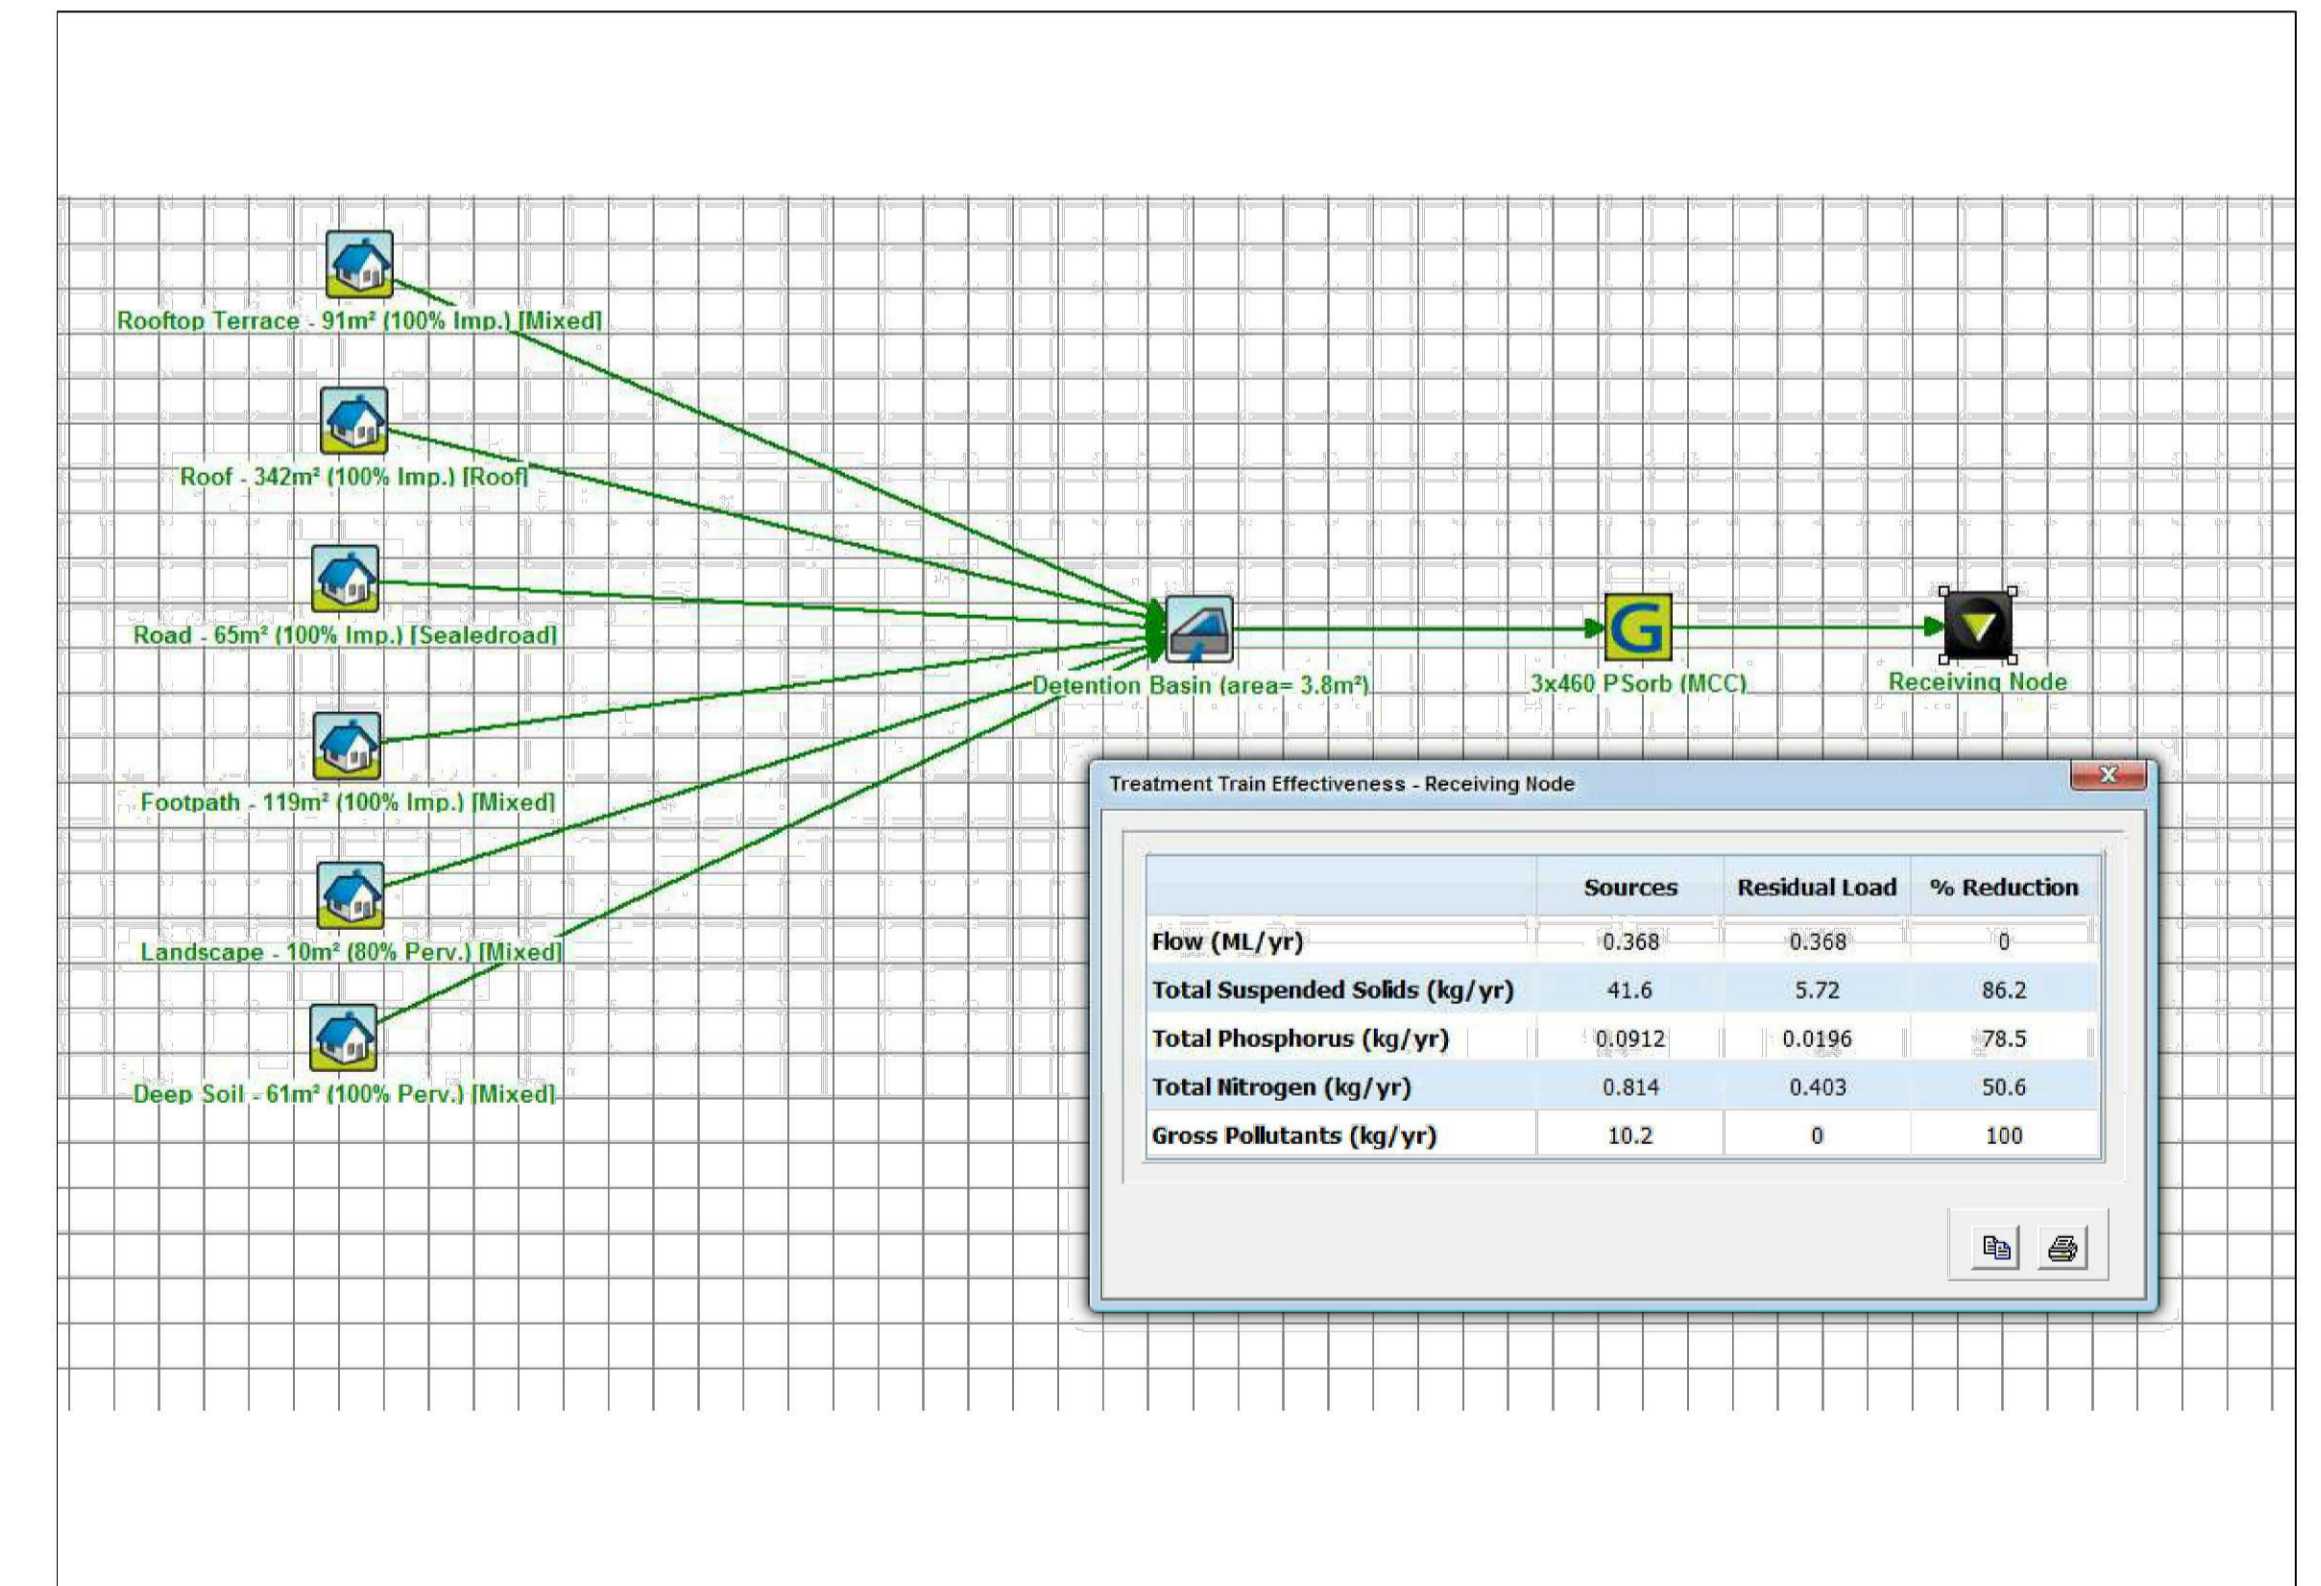 Rooftop Terrace - 91m² (100% Imp.) [Mixed]
Roof - 342m² (100% Imp.) [Roof]
Road - 65m² (100% Imp.) [Sealedroad]
Footpath - 119m² (100% Imp.) [Mixed]
Landscape - 10m² (80% Perv.) [Mixed]
Deep Soil - 61m² (100% Perv.) [Mixed]
Detention Basin (area= 3.8m²)
G
3x460 PSorb (MCC)
Receiving Node
Treatment Train Effectiveness - Receiving Node
Sources Residual Load % Reduction
Flow (ML/yr) 0.368 0.368 0
Total Suspended Solids (kg/yr) 41.6 5.72 86.2
Total Phosphorus (kg/yr) 0.0912 0.0196 78.5
Total Nitrogen (kg/yr) 0.814 0.403 50.6
Gross Pollutants (kg/yr) 10.2 0 100